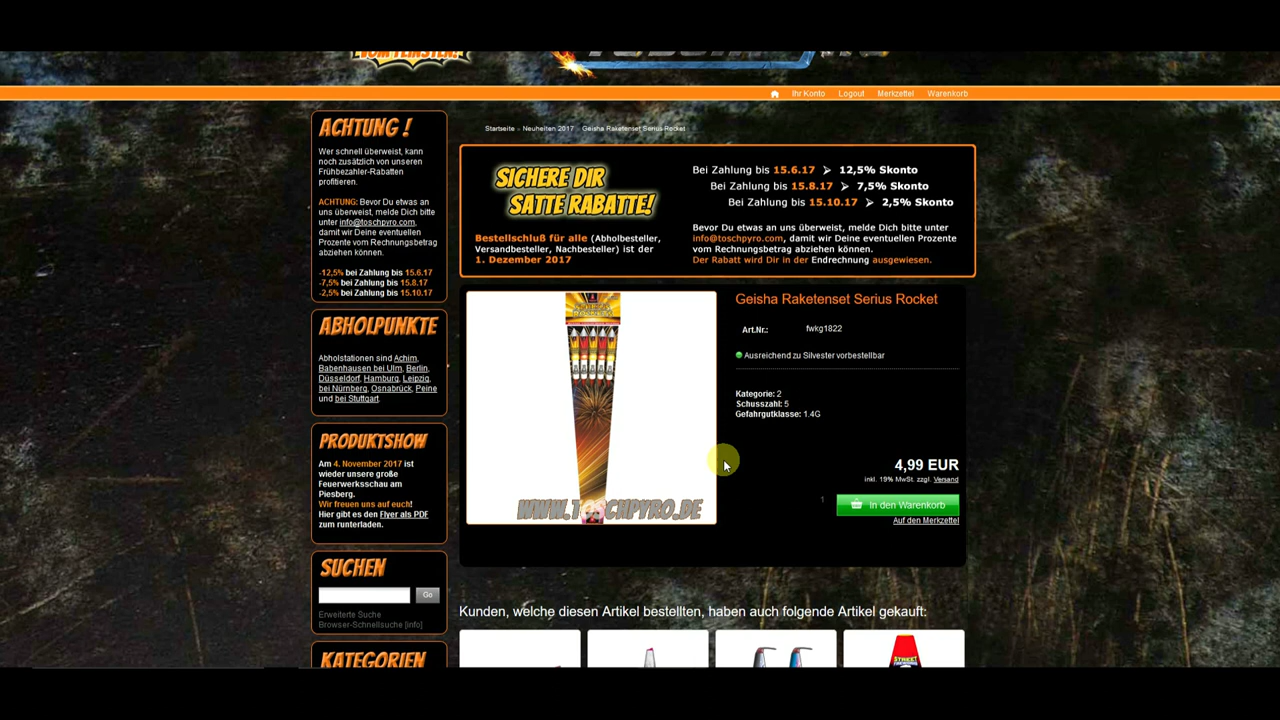 VOM FEINSTEN!
Ihr Konto
Logout
Merkzettel
Warenkorb
ACHTUNG !
Wer schnell überweist, kann
noch zusätzlich von unseren
Frühbezahler-Rabatten
profitieren.
ACHTUNG: Bevor Du etwas an
uns überweist, melde Dich bitte
unter info@toschpyro.com,
damit wir Deine eventuellen
Prozente vom Rechnungsbetrag
abziehen können.
-12,5% bei Zahlung bis 15.6.17
-7,5% bei Zahlung bis 15.8.17
-2,5% bei Zahlung bis 15.10.17
ABHOLPUNKTE
Abholstationen sind Achim,
Babenhausen bei Ulm, Berlin,
Düsseldorf, Hamburg, Leipzig,
bei Nürnberg, Osnabrück, Peine
und bei Stuttgart.
PRODUKTSHOW
Am 4. November 2017 ist
wieder unsere große
Feuerwerksschau am
Piesberg.
Wir freuen uns auf euch!
Hier gibt es den Flyer als PDF
zum runterladen.
SUCHEN
Go
Erweiterte Suche
Browser-Schnellsuche [info]
KATEGORIEN
Startseite » Neuheiten 2017 » Geisha Raketenset Serius Rocket
SICHERE DIR
SATTE RABATTE!
Bestellschluß für alle (Abholbesteller,
Versandbesteller, Nachbesteller) ist der
1. Dezember 2017
Bei Zahlung bis 15.6.17 ➢ 12,5% Skonto
Bei Zahlung bis 15.8.17 ➢ 7,5% Skonto
Bei Zahlung bis 15.10.17 ➢ 2,5% Skonto
Bevor Du etwas an uns überweist, melde Dich bitte unter
info@toschpyro.com, damit wir Deine eventuellen Prozente
vom Rechnungsbetrag abziehen können.
Der Rabatt wird Dir in der Endrechnung ausgewiesen.
WWW.TOSCHPYRO.DE
Geisha Raketenset Serius Rocket
Art.Nr.: fwkg1822
Ausreichend zu Silvester vorbestellbar
Kategorie: 2
Schusszahl: 5
Gefahrgutklasse: 1.4G
4,99 EUR
inkl. 19% MwSt. zzgl. Versand
1
In den Warenkorb
Auf den Merkzettel
Kunden, welche diesen Artikel bestellten, haben auch folgende Artikel gekauft:
STREET